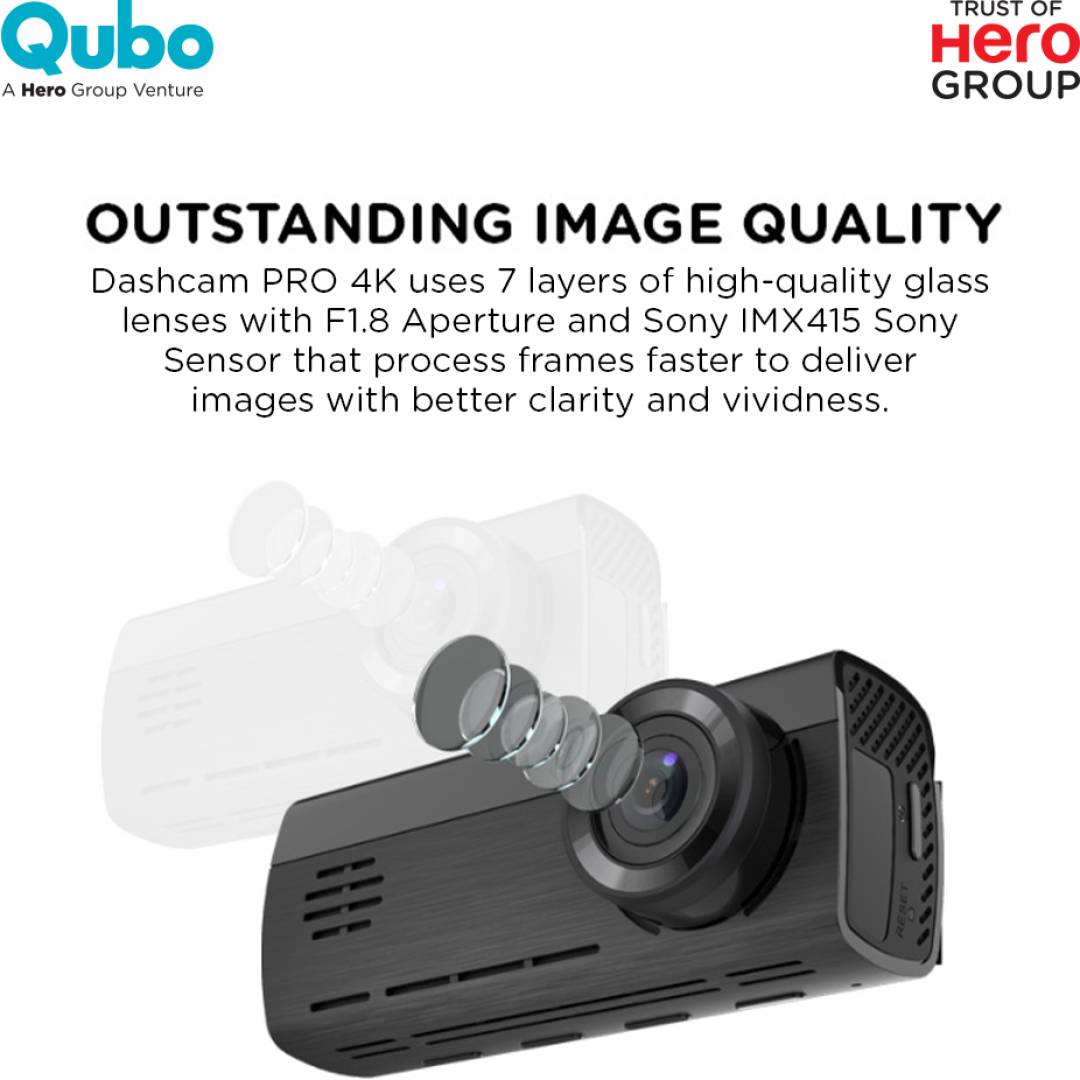 Qubo
A Hero Group Venture
TRUST OF
Hero
GROUP
OUTSTANDING IMAGE QUALITY
Dashcam PRO 4K uses 7 layers of high-quality glass
lenses with F1.8 Aperture and Sony IMX415 Sony
Sensor that process frames faster to deliver
images with better clarity and vividness.
RESET